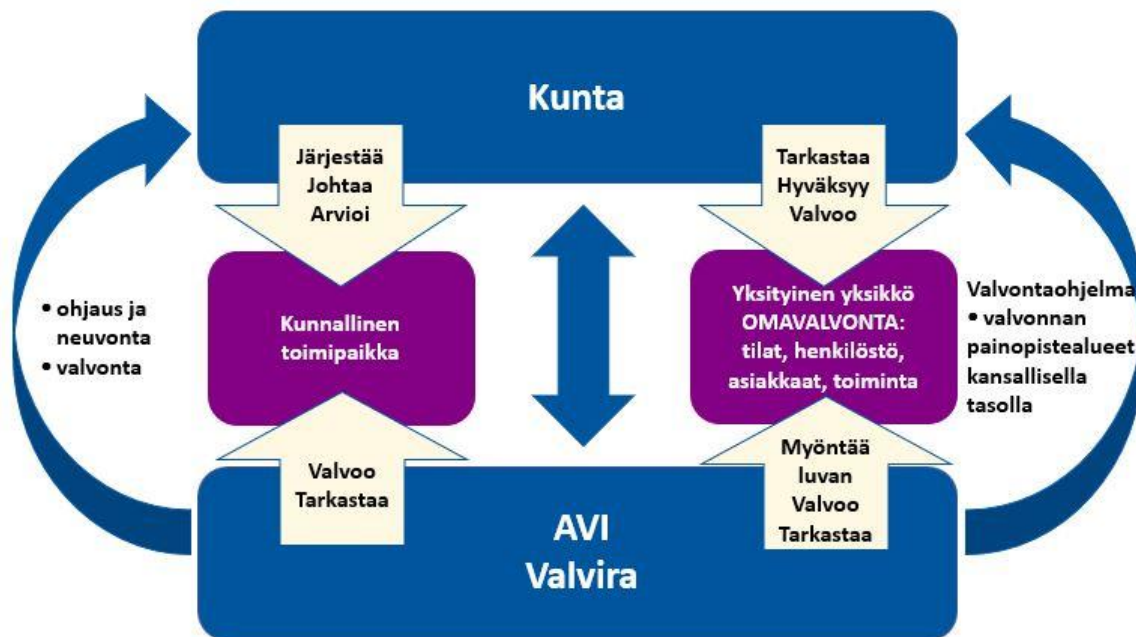 Kunta
Järjestää
Johtaa
Arvioi
Tarkastaa
Hyväksyy
Valvoo
• ohjaus ja
neuvonta
• valvonta
Kunnallinen
toimipaikka
Yksityinen yksikkö
OMAVALVONTA:
tilat, henkilöstö,
asiakkaat, toiminta
Valvontaohjelma
• valvonnan
painopistealueet
kansallisella
tasolla
Valvoo
Tarkastaa
Myöntää
luvan
Valvoo
Tarkastaa
AVI
Valvira